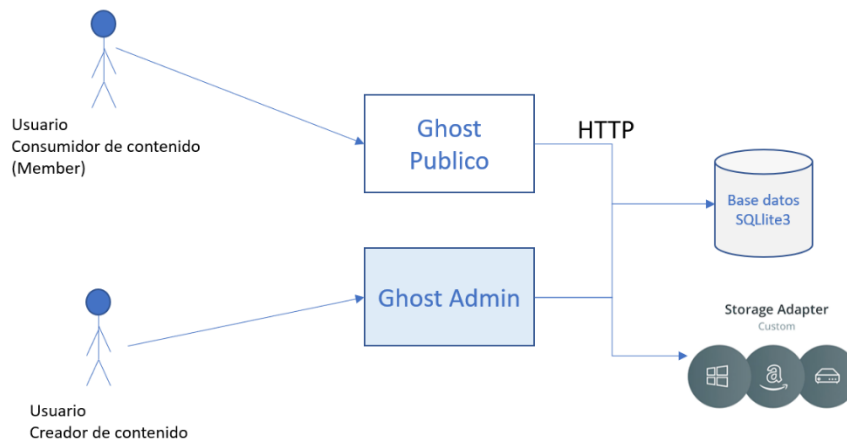 Usuario
Consumidor de contenido
(Member)
Ghost
Publico
HTTP
Base datos
SQLlite3
Ghost Admin
Storage Adapter
Custom
a
Usuario
Creador de contenido